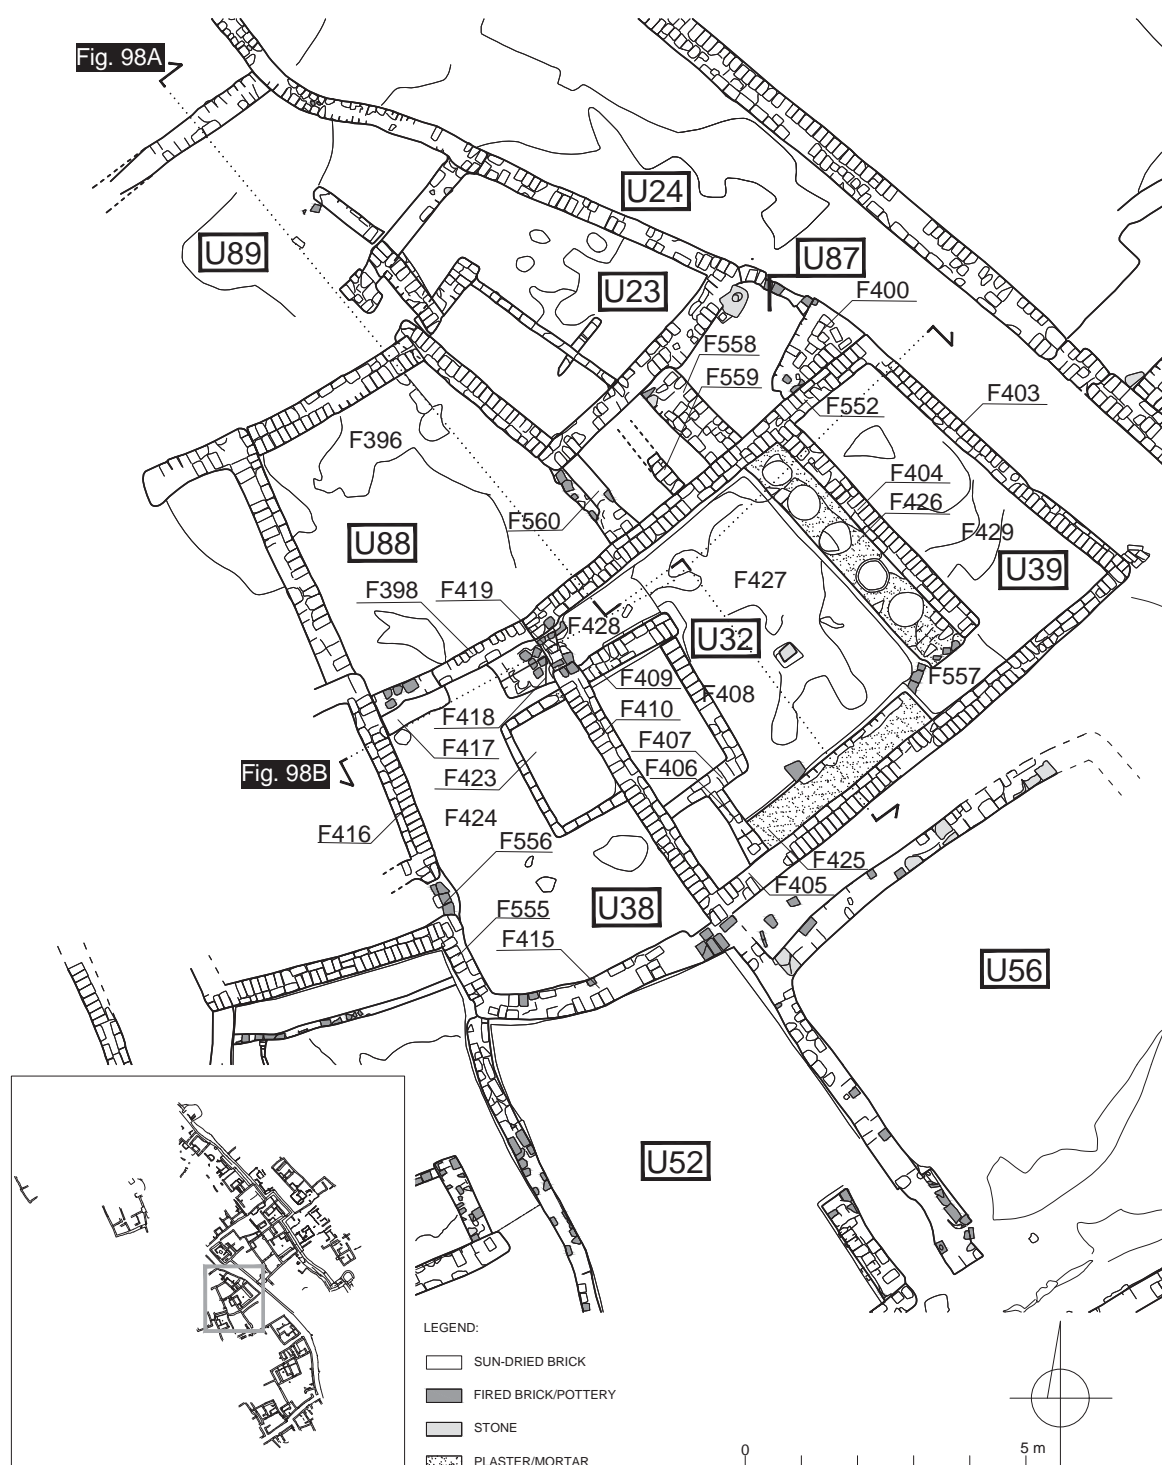 Fig. 98A
U24
U89
U87
U23
F400
F558
F559
F403
F552
F396
F404
F426
F560
F429
U88
U39
F427
F398
F419
F428
U32
F557
F409
F408
F418
F410
F417
F407
Fig. 98B
F423
F406
F424
F416
F556
F425
F405
F555
U38
F415
U56
U52
LEGEND:
SUN-DRIED BRICK
FIRED BRICK/POTTERY
STONE
PLASTER/MORTAR
0 5 m